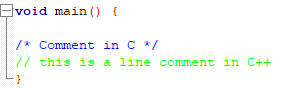 void main() {
/* Comment in C */
// this is a line comment in C++
}